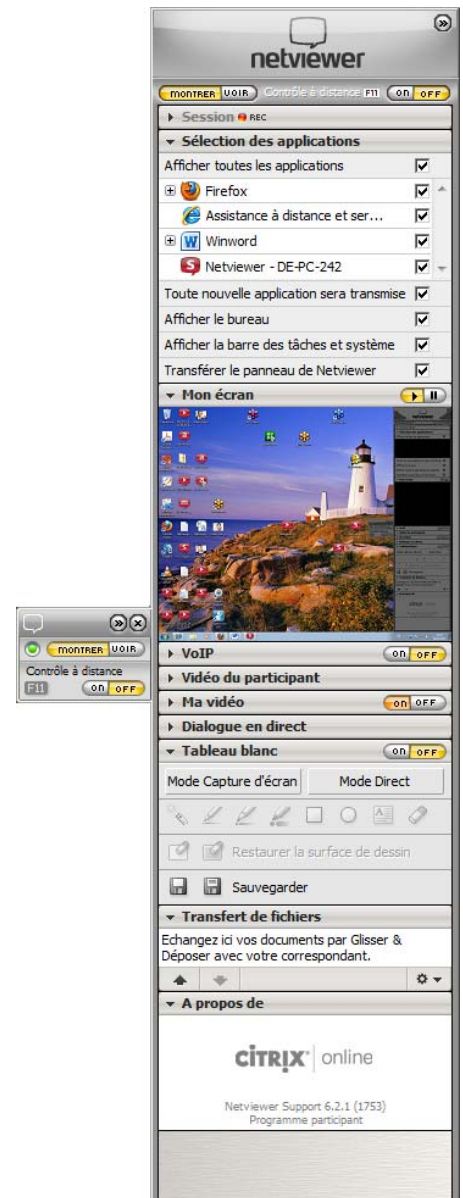 netviewer
MONTRER VOIR Contrôle à distance F11 on OFF
Session REC
Sélection des applications
Afficher toutes les applications
Firefox
Assistance à distance et ser...
Winword
Netviewer - DE-PC-242
Toute nouvelle application sera transmise
Afficher le bureau
Afficher la barre des tâches et système
Transférer le panneau de Netviewer
Mon écran
MONTRER VOIR
Contrôle à distance
F11 on OFF
VoIP on OFF
Vidéo du participant
Ma vidéo on OFF
Dialogue en direct
Tableau blanc on OFF
Mode Capture d'écran Mode Direct
Restaurer la surface de dessin
Sauvegarder
Transfert de fichiers
Echangez ici vos documents par Glisser &
Déposer avec votre correspondant.
A propos de
CITRIX online
Netviewer Support 6.2.1 (1753)
Programme participant